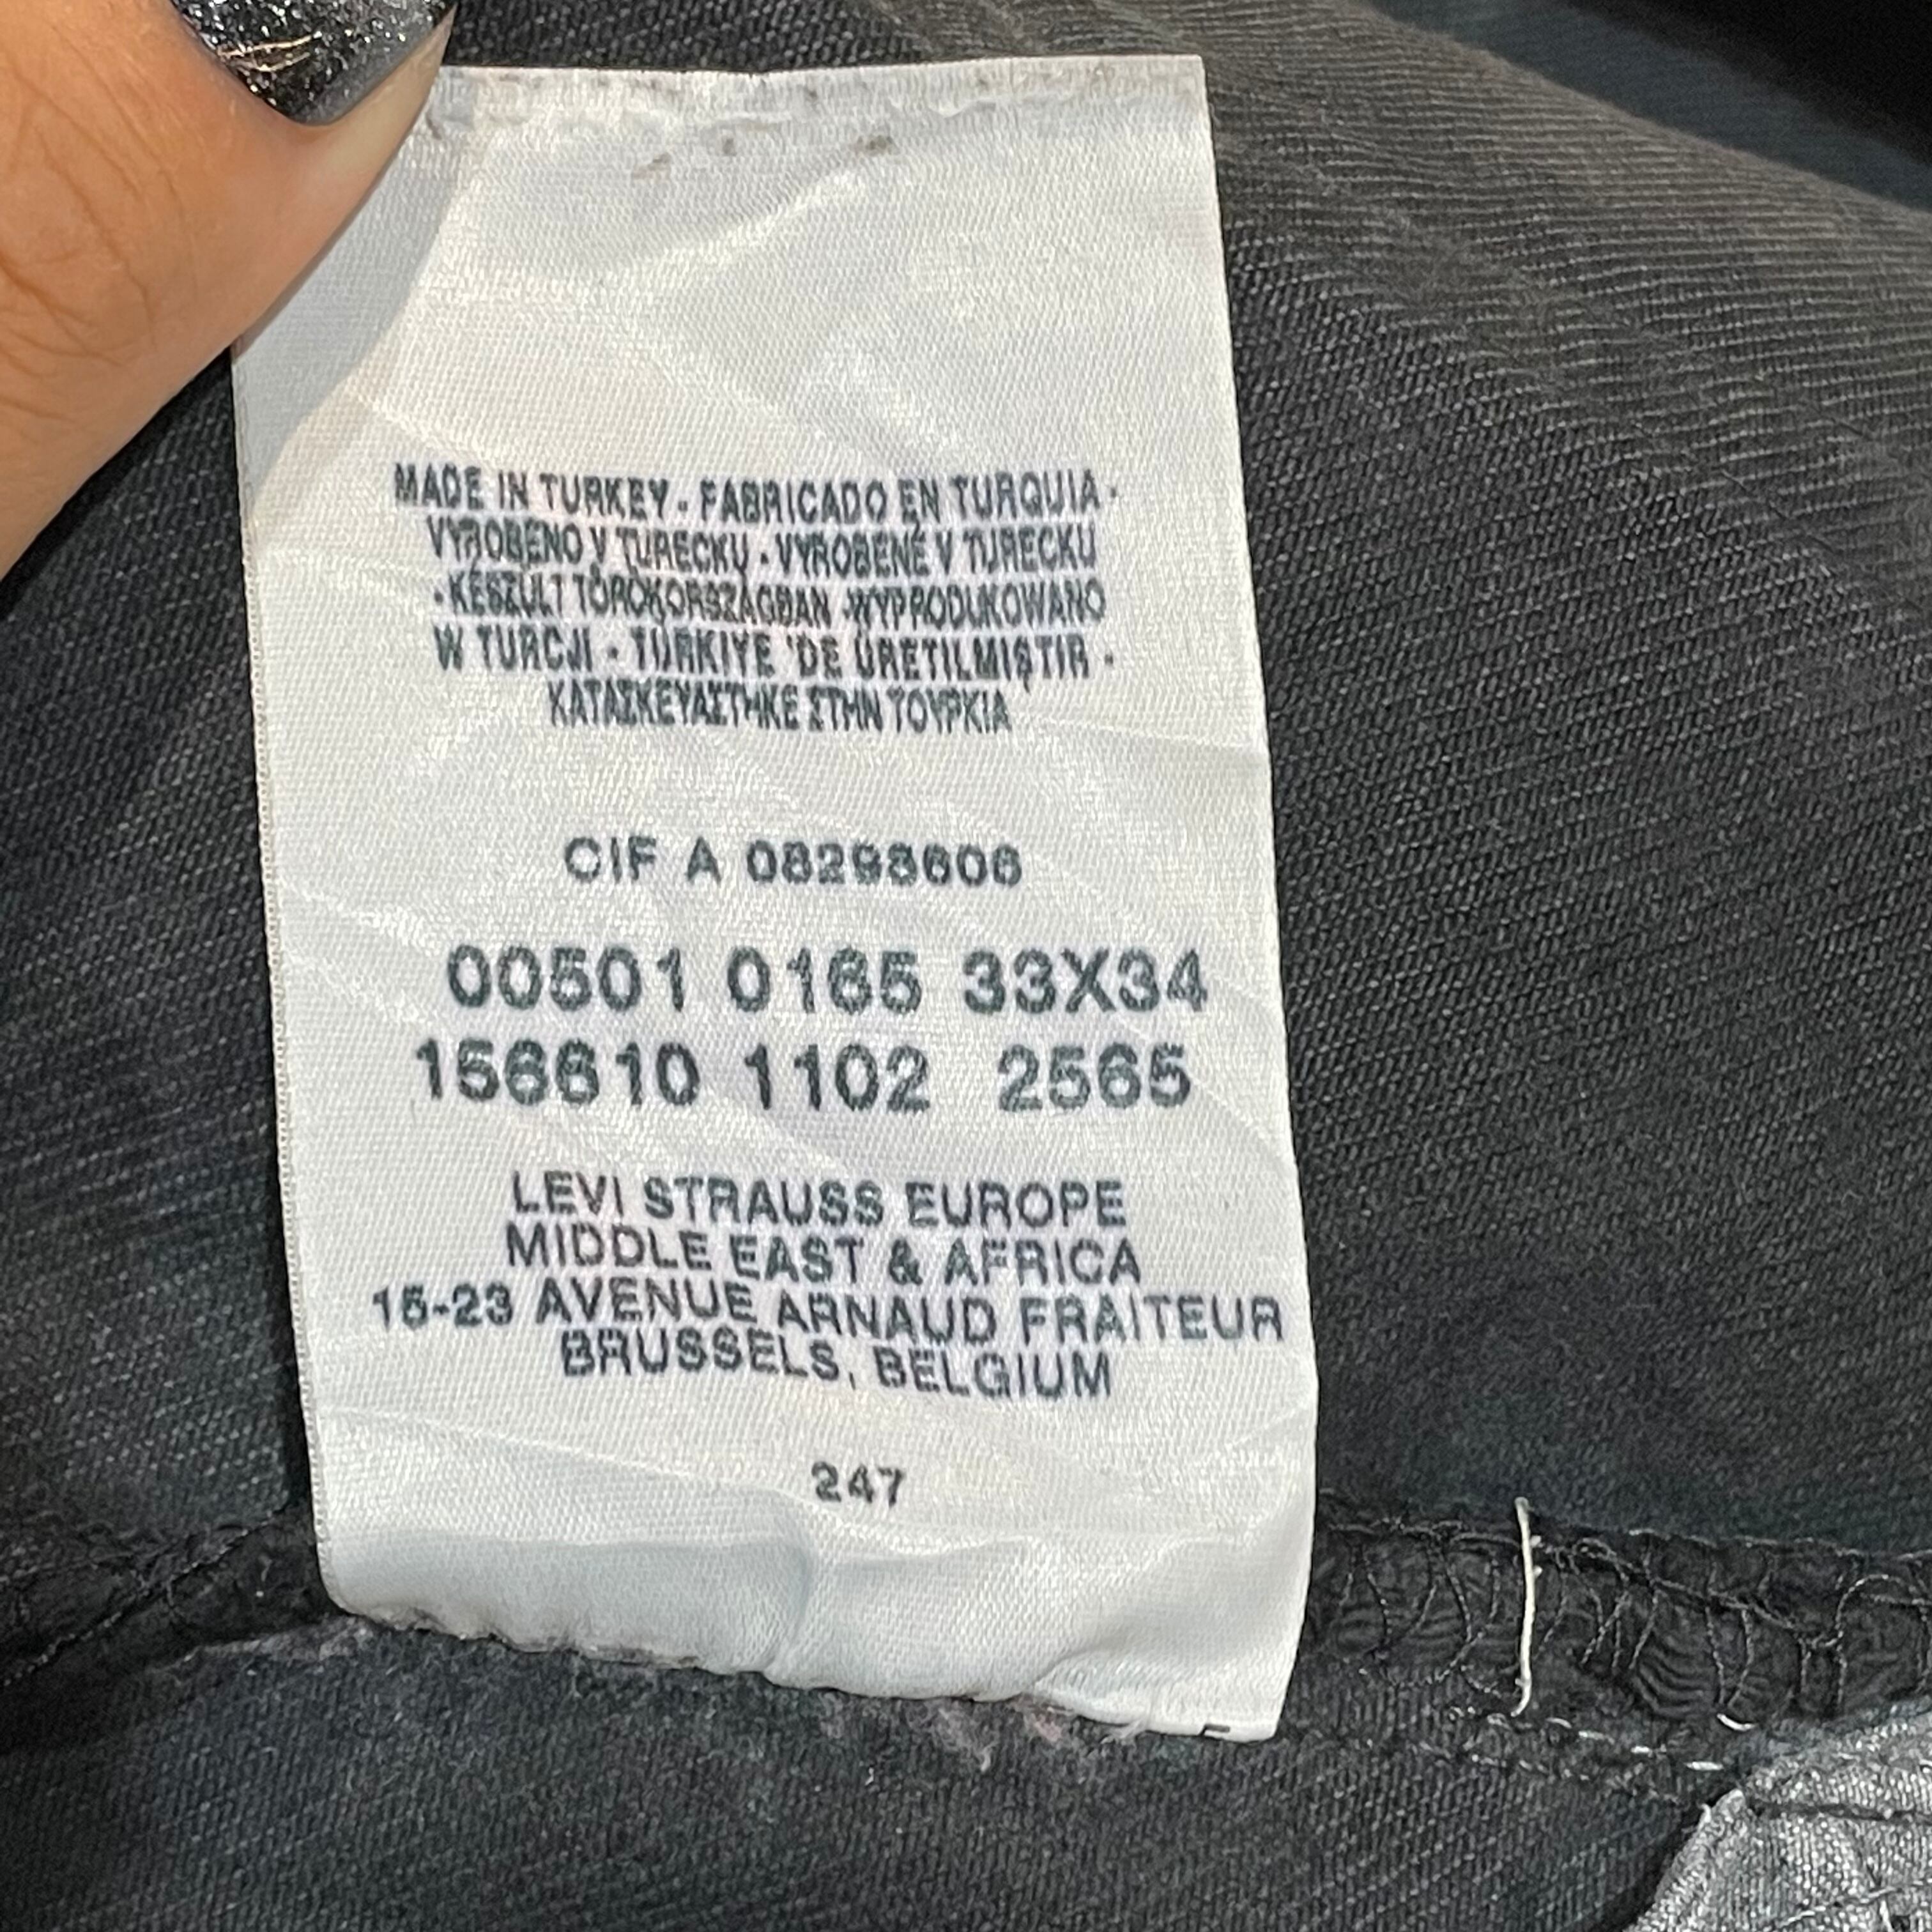 MADE IN TURKEY - FABRICADO EN TURQUIA -
VYROBENO V TURECKU - VYROBENÉ V TURECKU
- KÉSZÜLT TÖRÖKORSZÁGBAN -WYPRODUKOWANO
W TURCJI - TÜRKIYE 'DE ÜRETILMIŞTIR -
ΚΑΤΑΣΚΕΥΑΣΤΗΚΕ ΣΤΗΝ ΤΟΥΡΚΙΑ
CIF A 08298606
00501 0165 33X34
156610 1102 2565
LEVI STRAUSS EUROPE
MIDDLE EAST & AFRICA
15-23 AVENUE ARNAUD FRAITEUR
BRUSSELS, BELGIUM
247